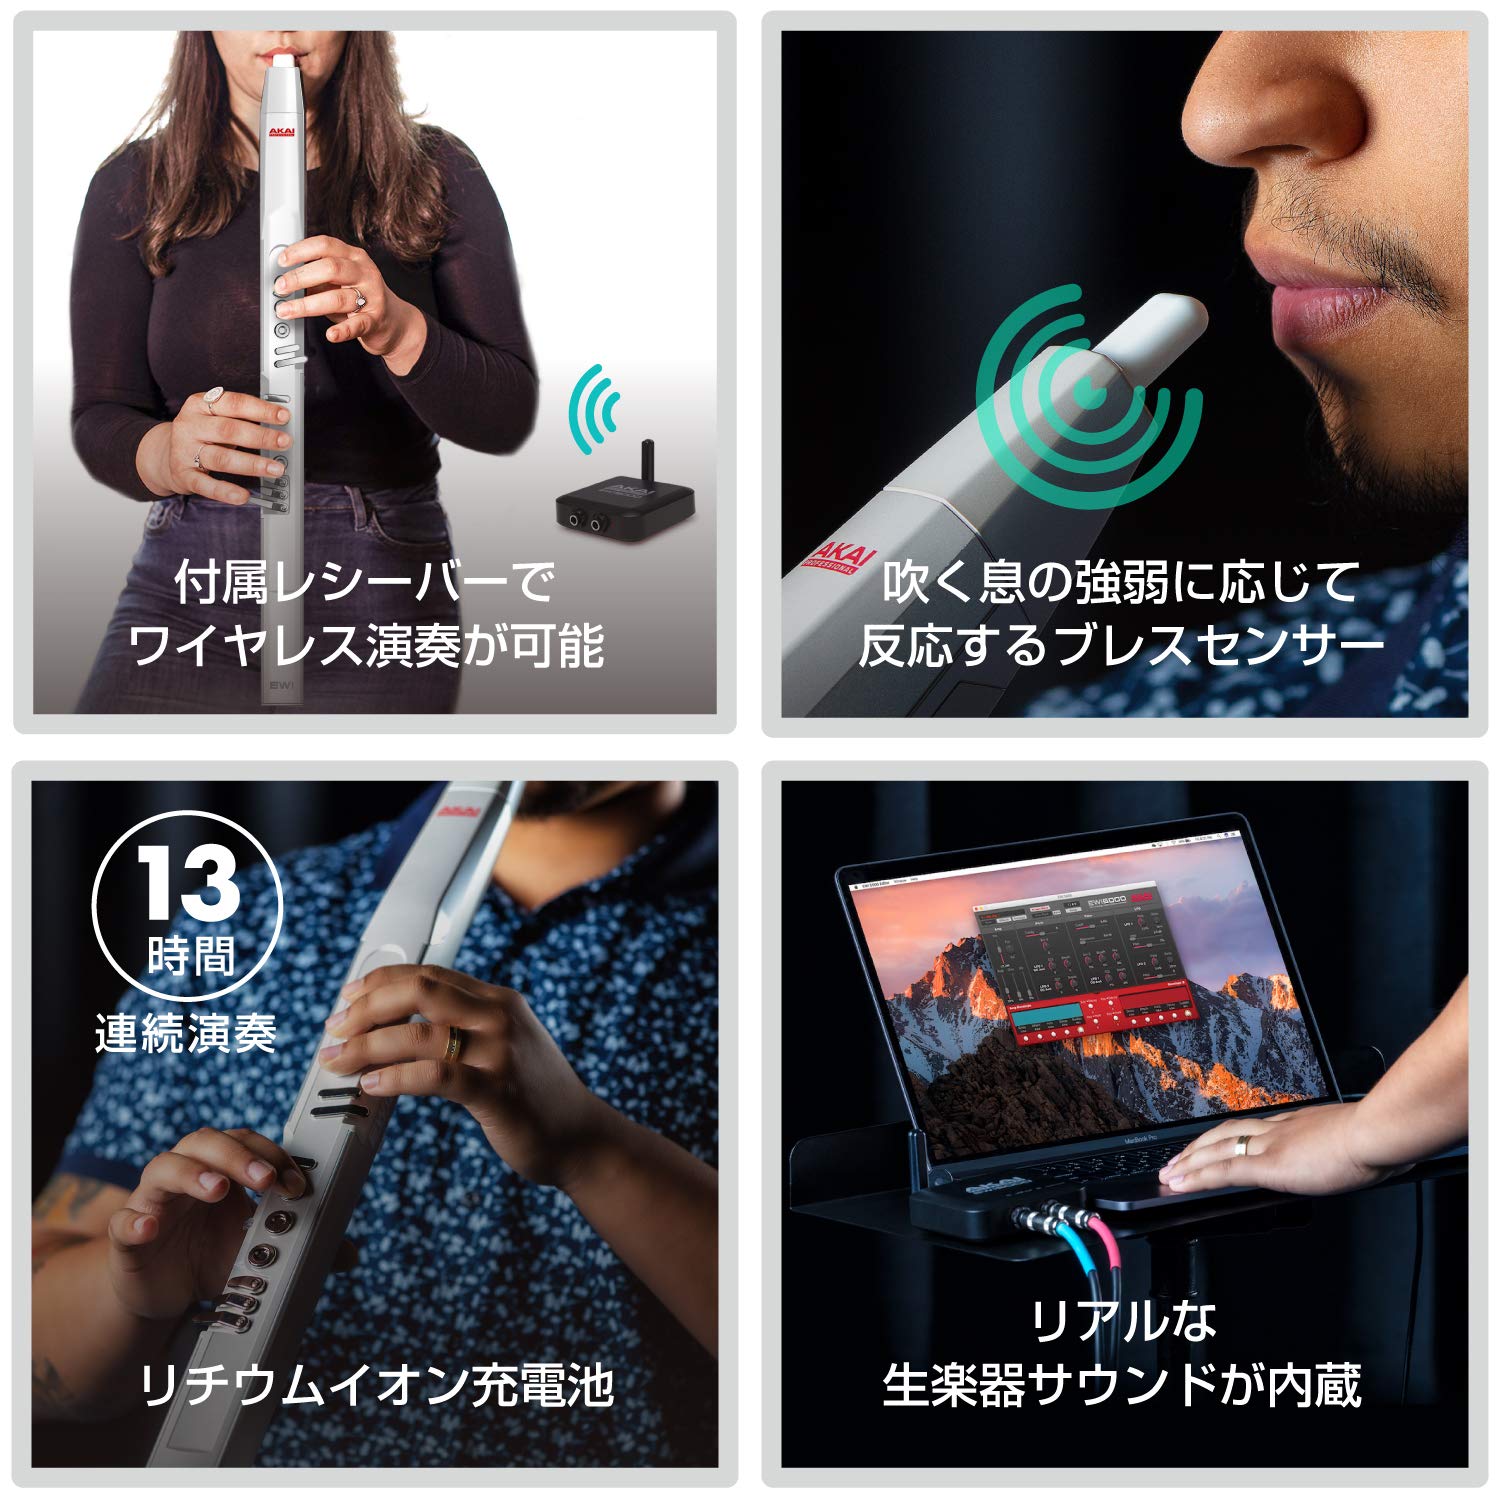 AKAI
AKAI
付属レシーバーで
ワイヤレス演奏が可能
EWI
AKAI
PROFESSIONAL
吹く息の強弱に応じて
反応するブレスセンサー
AKAI
13
時間
連続演奏
リチウムイオン充電池
EWI5000
MacBook Pro
AKAI
リアルな
生楽器サウンドが内蔵